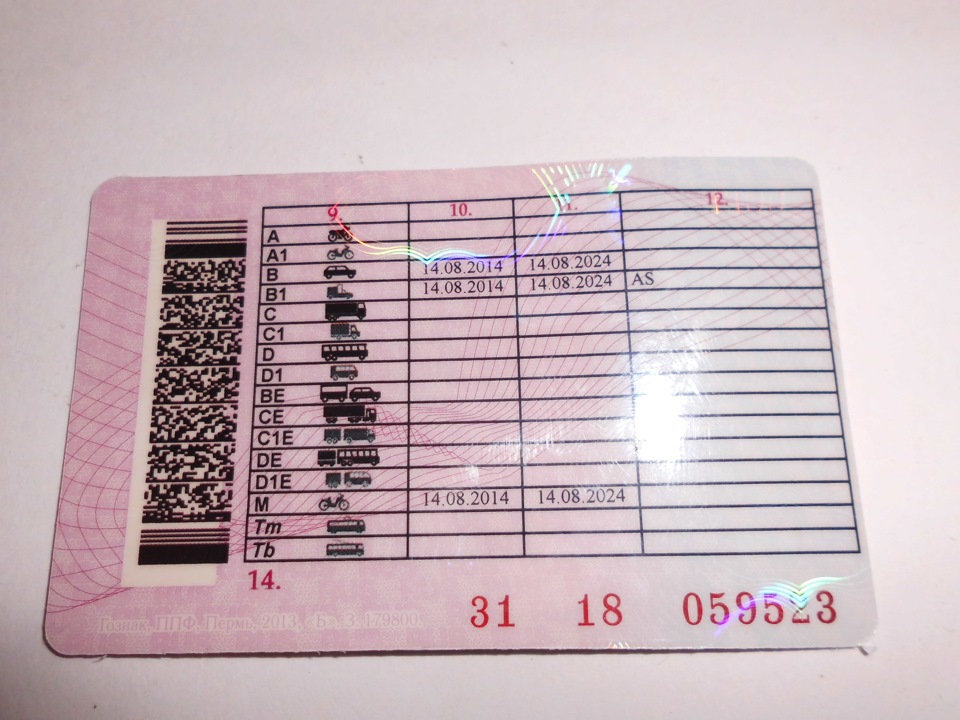 9. 10. 11. 12.
A
A1
B 14.08.2014 14.08.2024
B1 14.08.2014 14.08.2024 AS
C
C1
D
D1
BE
CE
C1E
DE
D1E
M 14.08.2014 14.08.2024
Tm
Tb
14.
31 18 059523
Гознак, ППФ, Пермь, 2013, «Б». З. 179800.